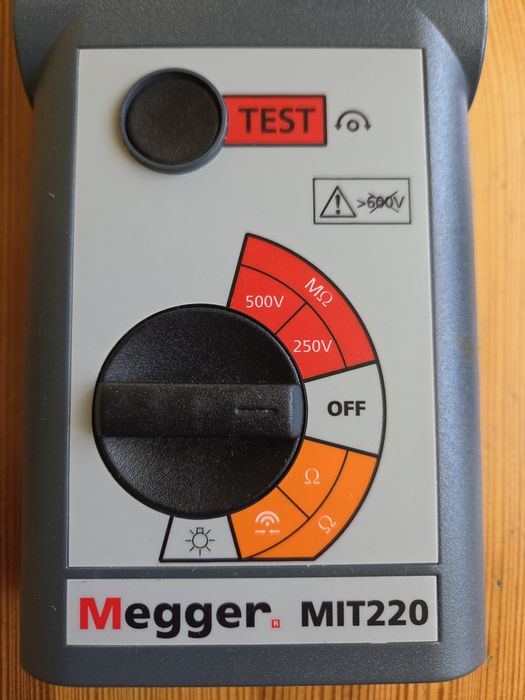 TEST
>600V
MΩ
500V
250V
OFF
Ω
Ω
Megger®
MIT220